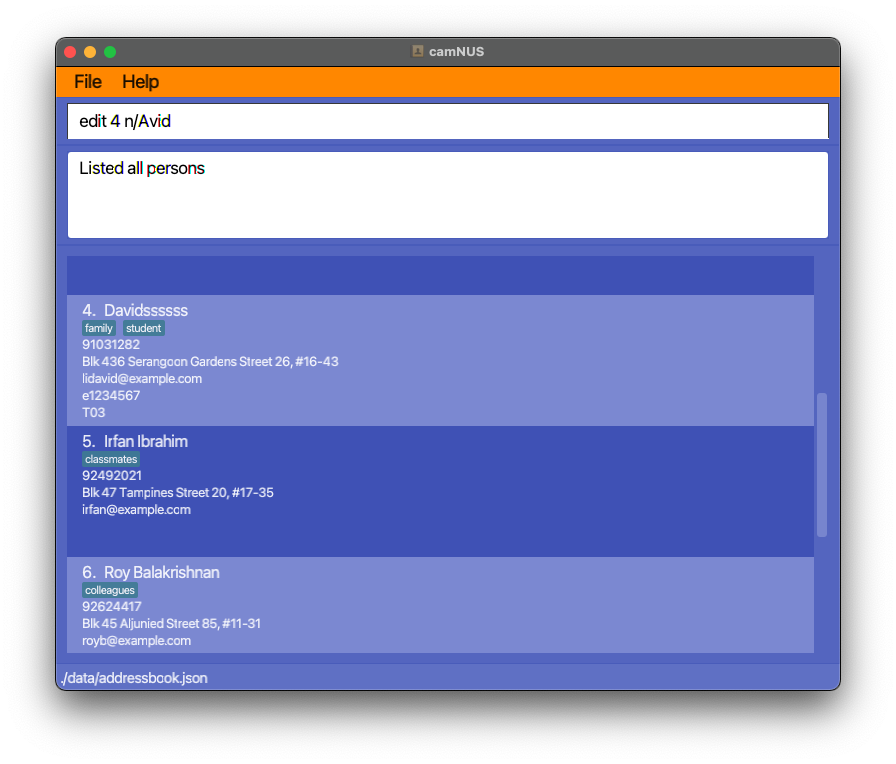 camNUS
File Help
edit 4 n/Avid
Listed all persons
4. Davidssssss
family student
91031282
Blk 436 Serangoon Gardens Street 26, #16-43
lidavid@example.com
e1234567
T03
5. Irfan Ibrahim
classmates
92492021
Blk 47 Tampines Street 20, #17-35
irfan@example.com
6. Roy Balakrishnan
colleagues
92624417
Blk 45 Aljunied Street 85, #11-31
royb@example.com
./data/addressbook.json